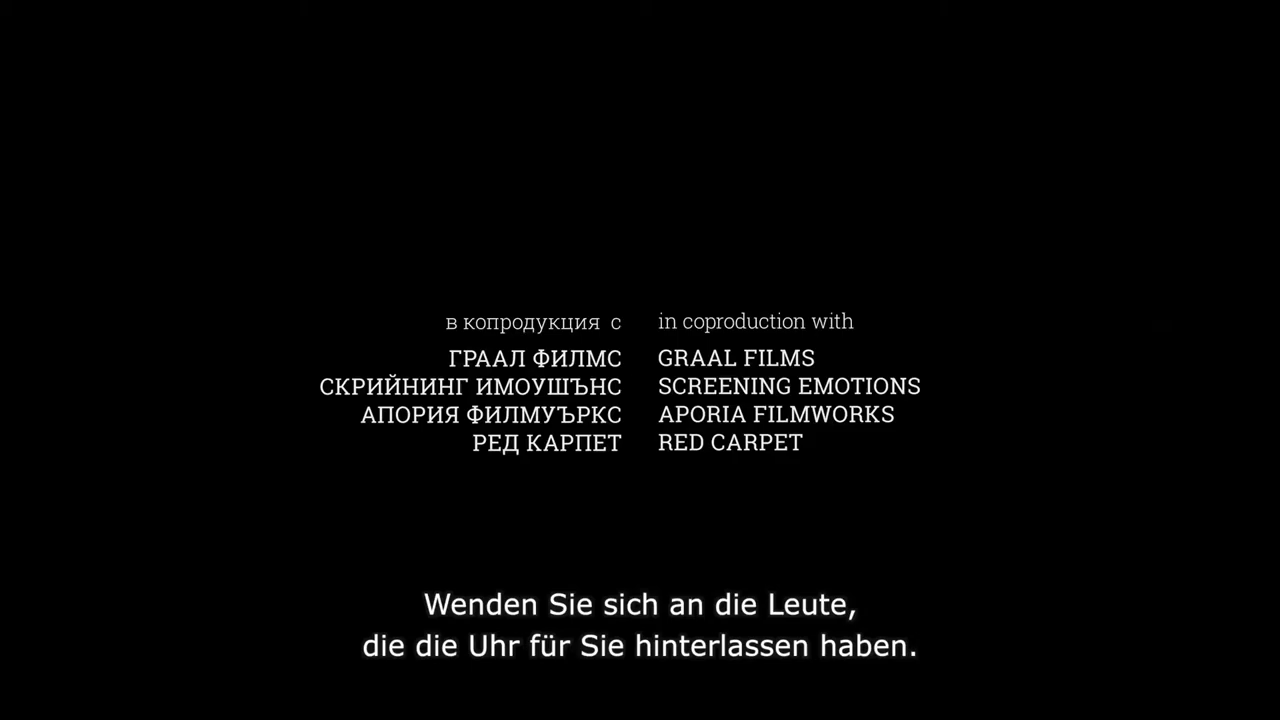 в копродукция с
ГРААЛ ФИЛМС
СКРИЙНИНГ ИМОУШЪНС
АПОРИЯ ФИЛМУЪРКС
РЕД КАРПЕТ
in coproduction with
GRAAL FILMS
SCREENING EMOTIONS
APORIA FILMWORKS
RED CARPET
Wenden Sie sich an die Leute,
die die Uhr für Sie hinterlassen haben.